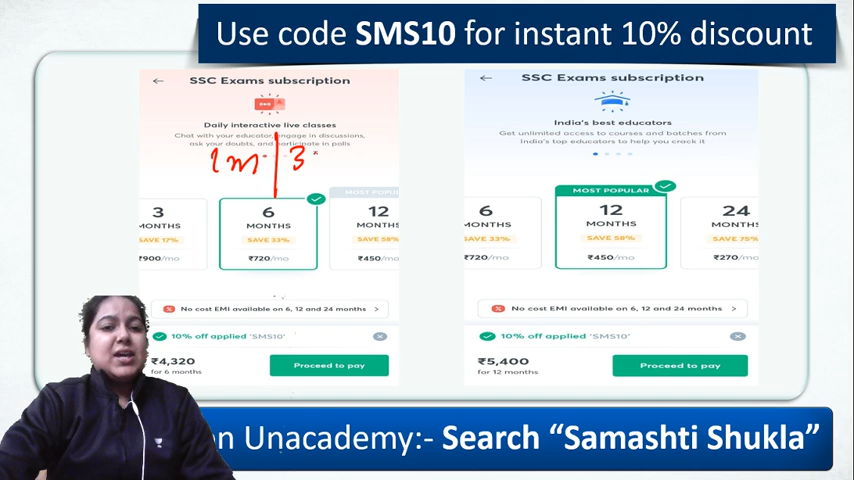 Use code SMS10 for instant 10% discount
SSC Exams subscription
Daily interactive live classes
Chat with your educator, engage in discussions,
ask your doubts, and participate in polls
1m 3
3
MONTHS
SAVE 17%
₹900/mo
6
MONTHS
SAVE 33%
₹720/mo
MOST POPULAR
12
MONTHS
SAVE 58%
₹450/mo
No cost EMI available on 6, 12 and 24 months >
10% off applied 'SMS10'
₹4,320
for 6 months
Proceed to pay
SSC Exams subscription
India's best educators
Get unlimited access to courses and batches from
India's top educators to help you crack it
6
MONTHS
SAVE 33%
₹720/mo
MOST POPULAR
12
MONTHS
SAVE 58%
₹450/mo
24
MONTHS
SAVE 75%
₹270/mo
No cost EMI available on 6, 12 and 24 months >
10% off applied 'SMS10'
₹5,400
for 12 months
Proceed to pay
on Unacademy:- Search “Samashti Shukla”